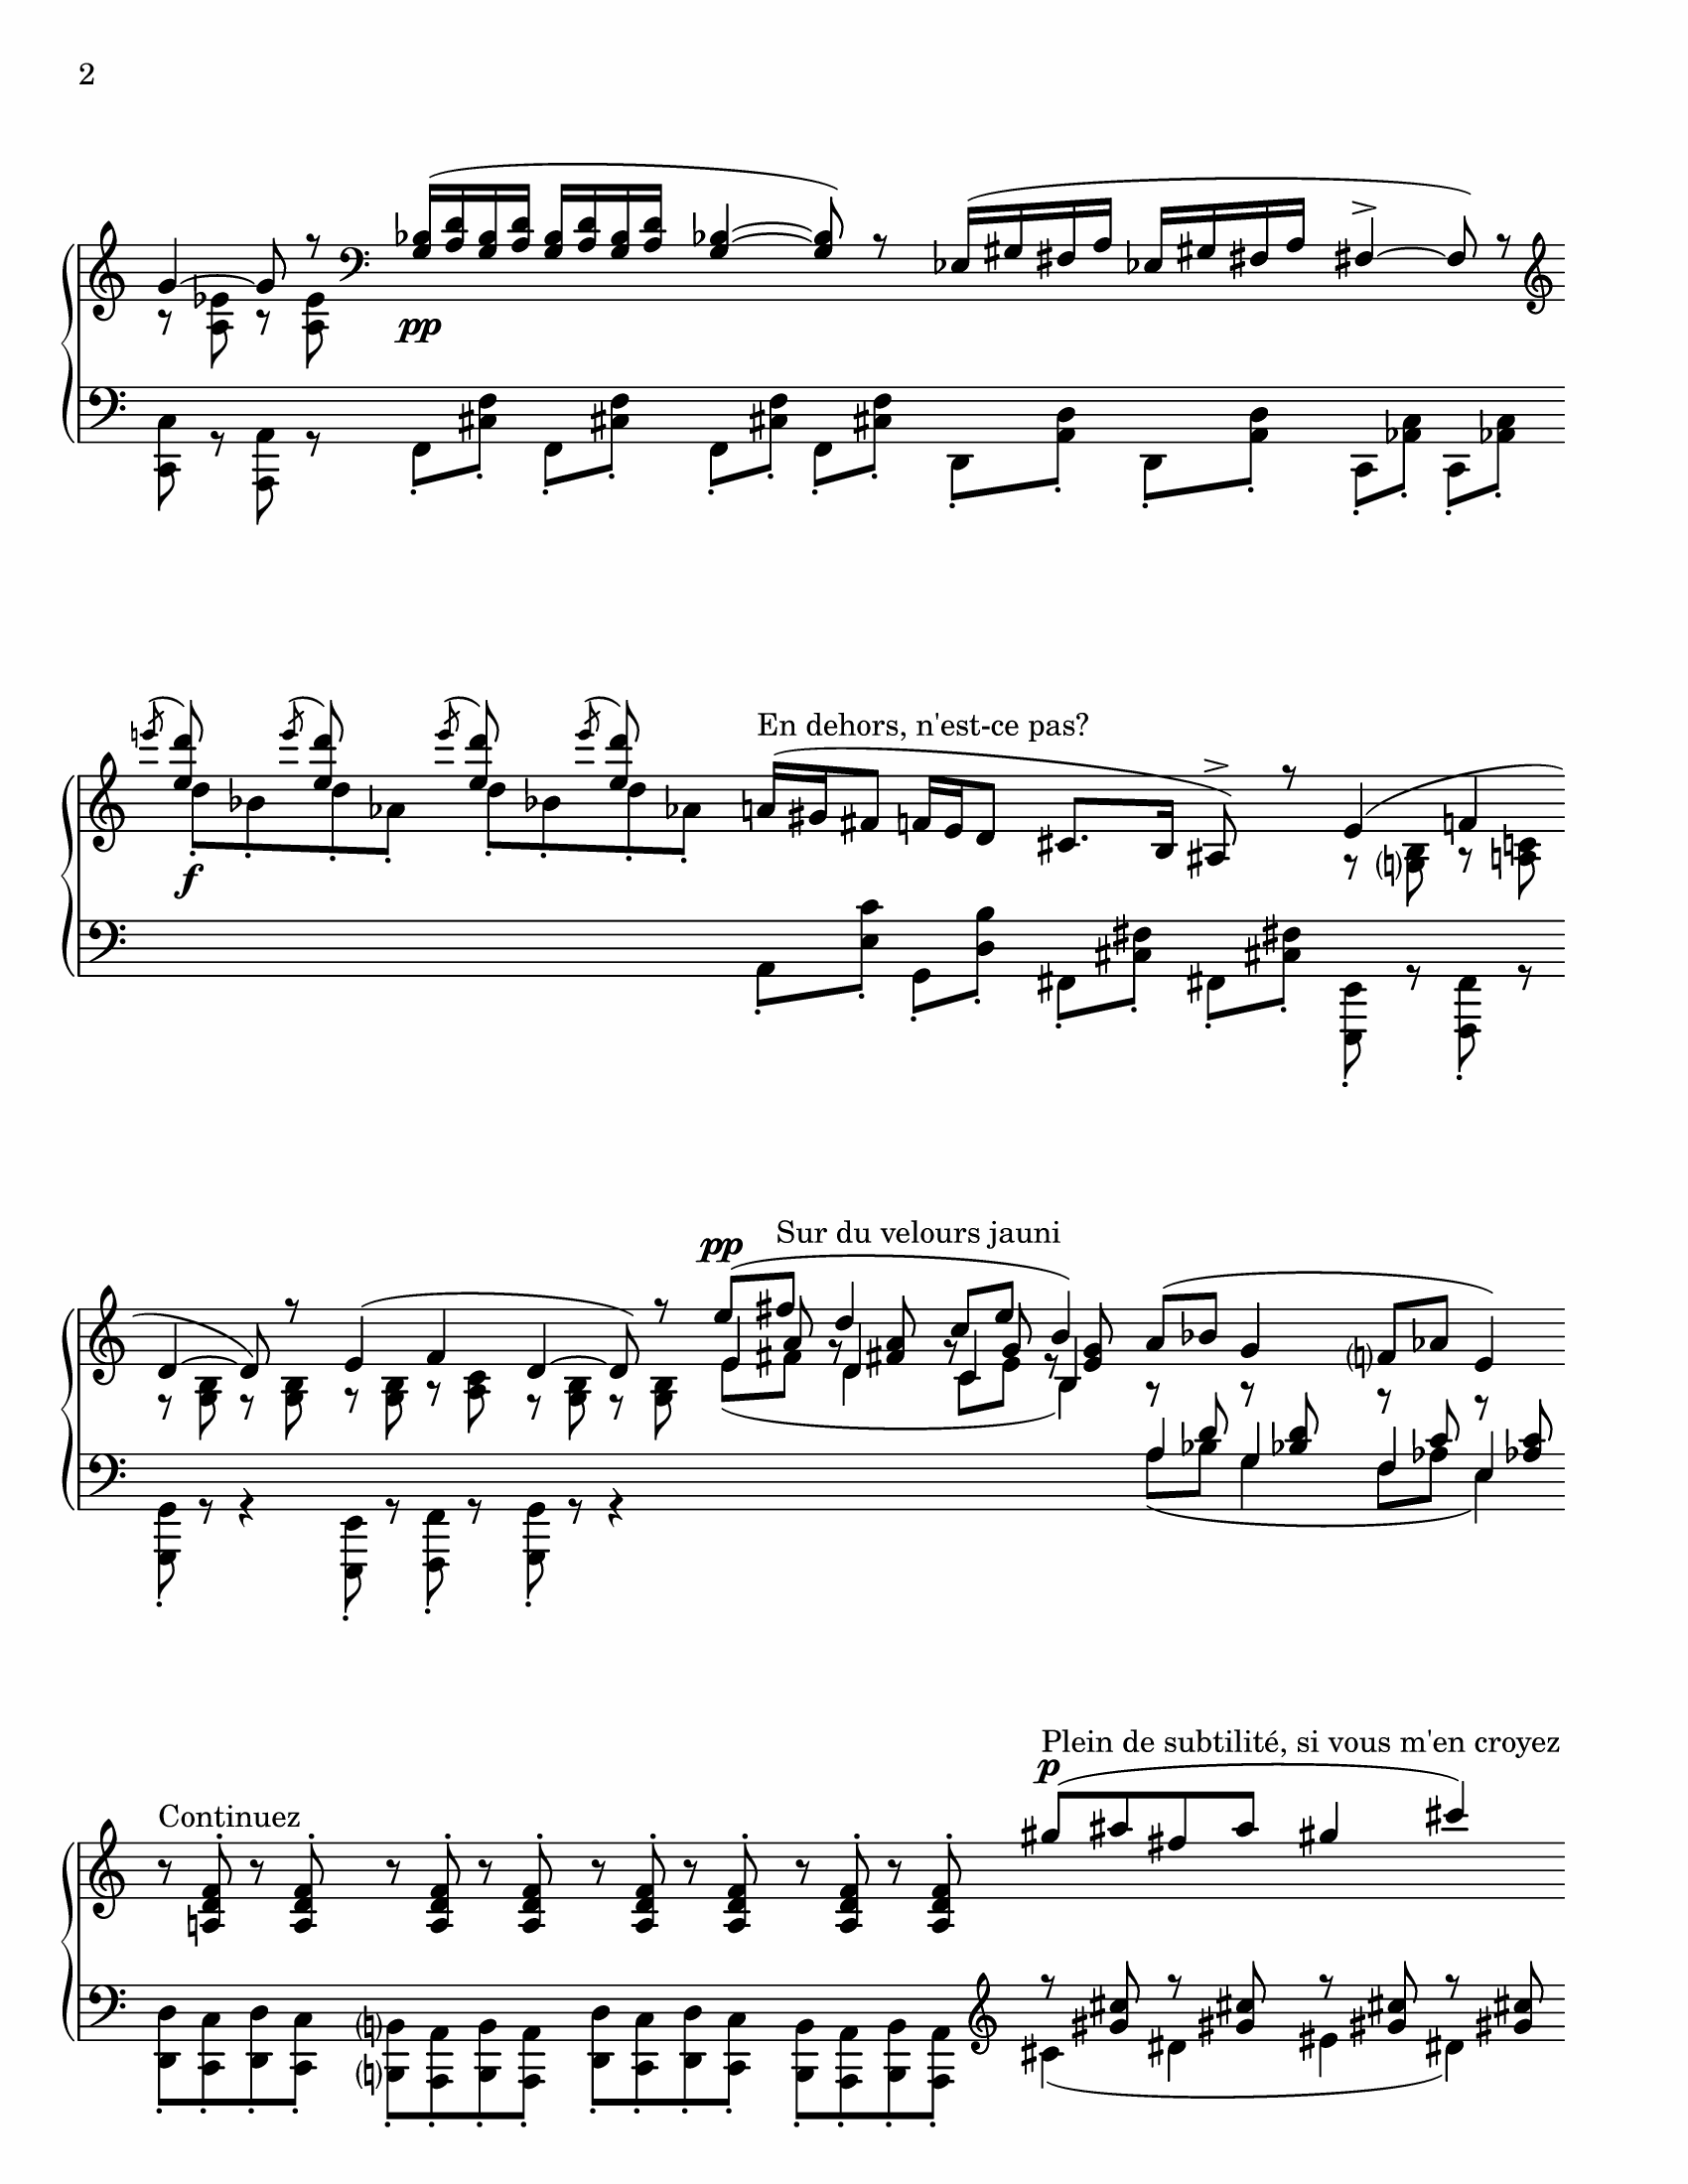 2
pp
En dehors, n'est-ce pas?
f
pp
Sur du velours jauni
Plein de subtilité, si vous m'en croyez
p
Continuez